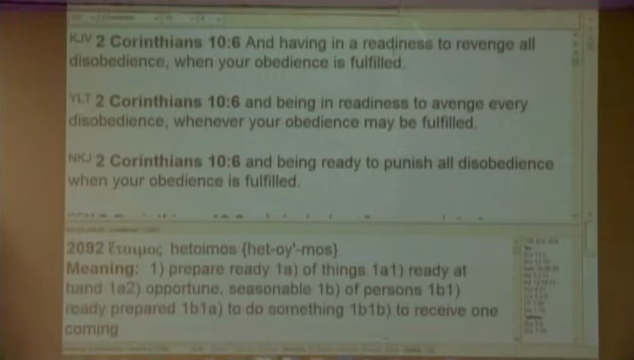 KJV 2 Corinthians 10:6 And having in a readiness to revenge all
disobedience, when your obedience is fulfilled.
YLT 2 Corinthians 10:6 and being in readiness to avenge every
disobedience, whenever your obedience may be fulfilled.
NKJ 2 Corinthians 10:6 and being ready to punish all disobedience
when your obedience is fulfilled.
2092 ἕτοιμος hetoimos {het-oy'-mos}
Meaning: 1) prepare ready 1a) of things 1a1) ready at
hand 1a2) opportune, seasonable 1b) of persons 1b1)
ready prepared 1b1a) to do something 1b1b) to receive one
coming